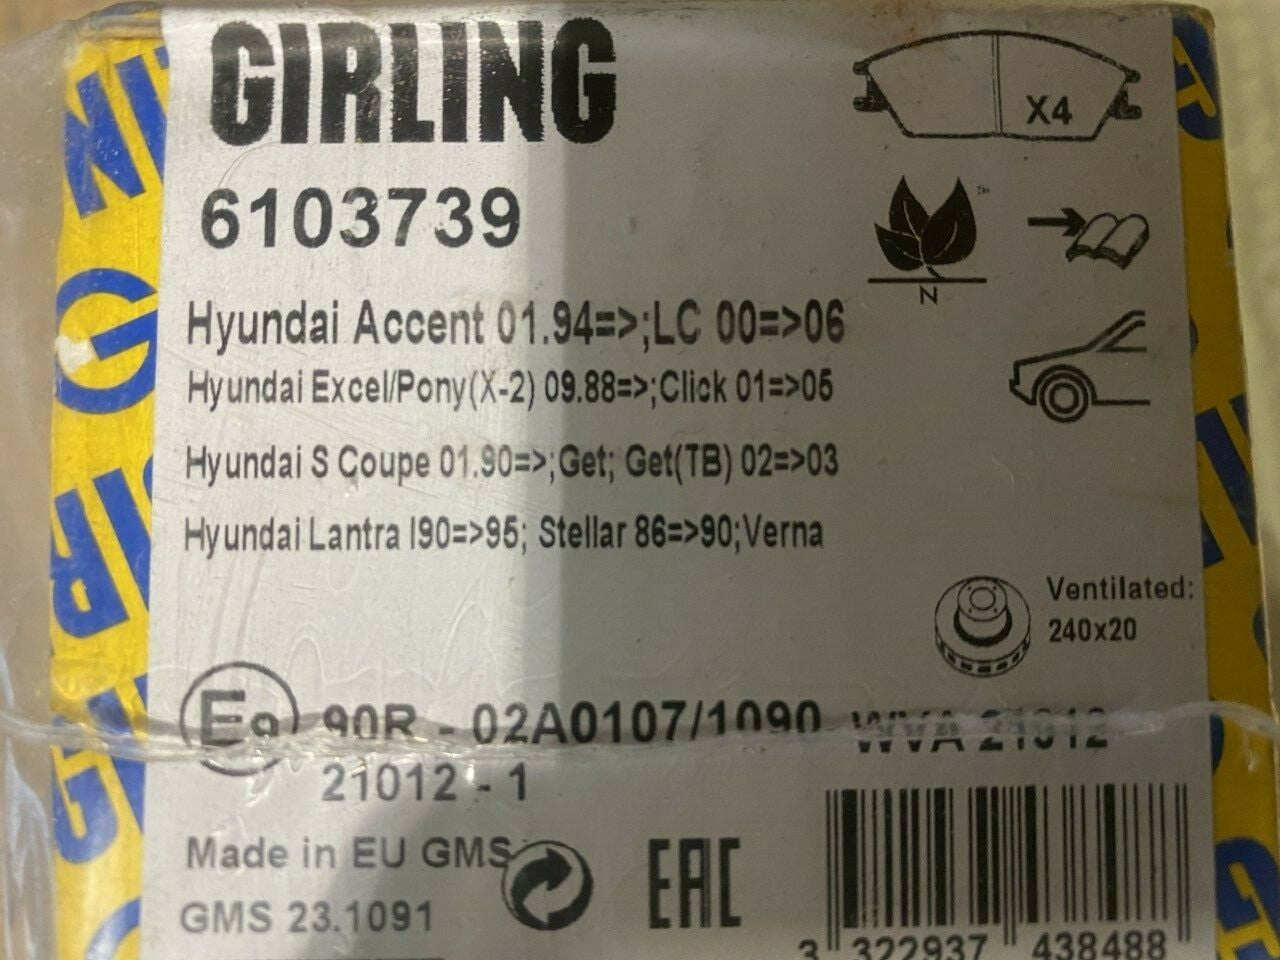 GIRLING
X4
6103739
TM
N
Hyundai Accent 01.94=>;LC 00=>06
Hyundai Excel/Pony(X-2) 09.88=>;Click 01=>05
Hyundai S Coupe 01.90=>;Get; Get(TB) 02=>03
Hyundai Lantra I90=>95; Stellar 86=>90;Verna
Ventilated:
240x20
E9 90R - 02A0107/1090 WVA 21012
21012 - 1
Made in EU GMS
GMS 23.1091
EAC
3 322937 438488